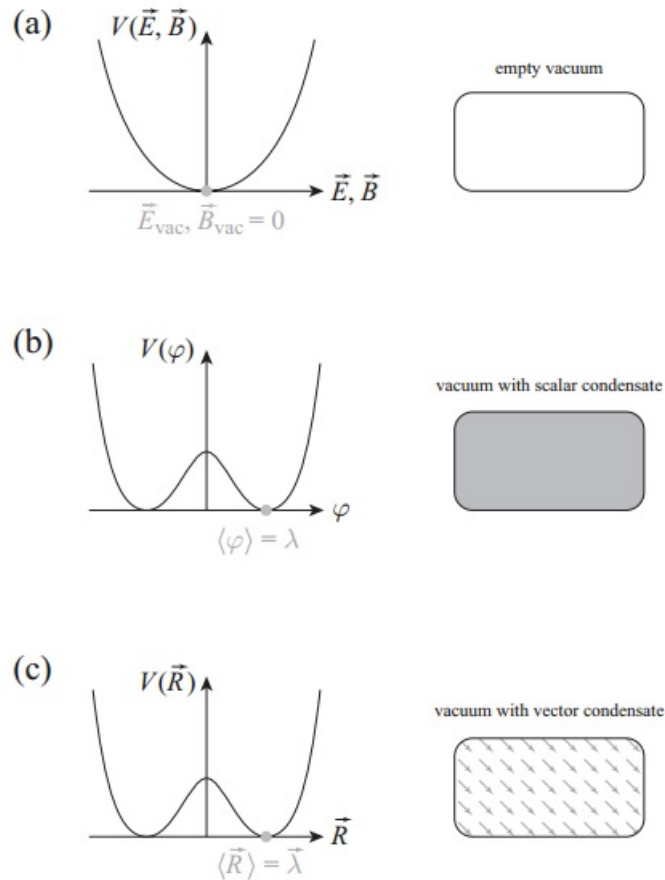 (a)
V(E⃗, B⃗)
empty vacuum
E⃗, B⃗
E⃗vac, B⃗vac = 0
(b)
V(φ)
vacuum with scalar condensate
φ
⟨φ⟩ = λ
(c)
V(R⃗)
vacuum with vector condensate
R⃗
⟨R⃗⟩ = λ⃗